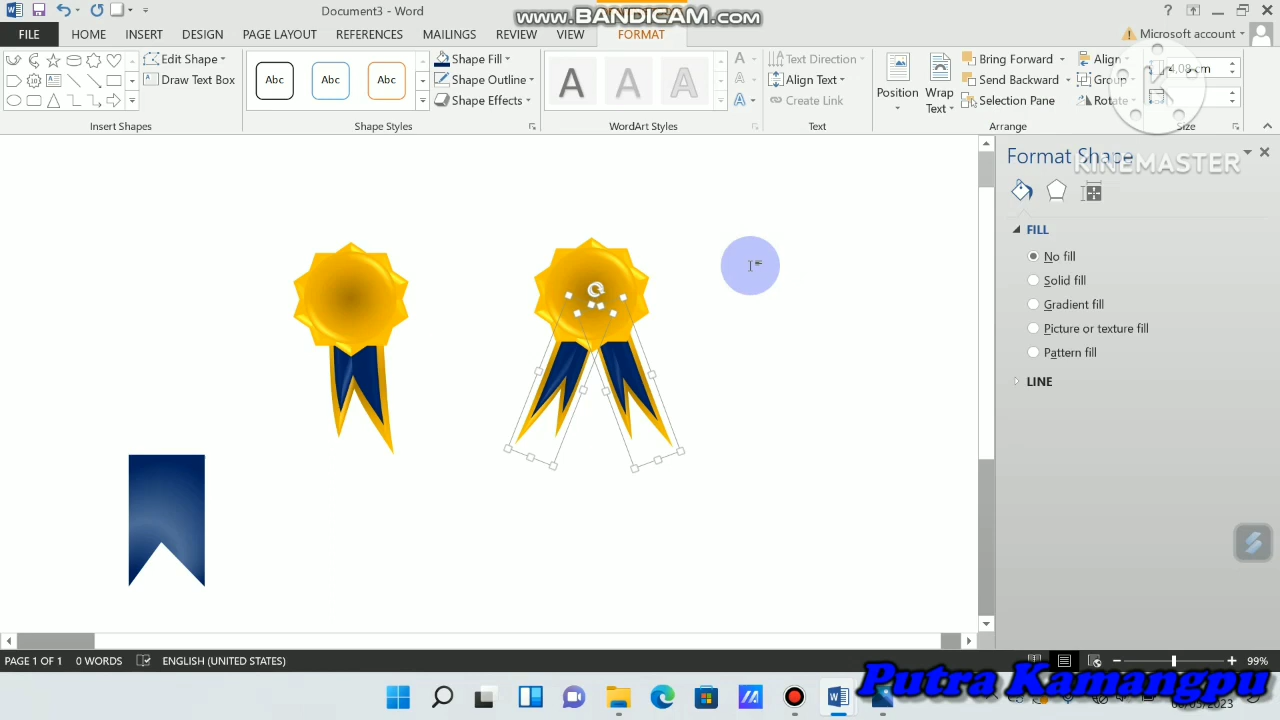 Document3 - Word
www.BANDICAM.com
FILE HOME INSERT DESIGN PAGE LAYOUT REFERENCES MAILINGS REVIEW VIEW FORMAT Microsoft account
Edit Shape
Draw Text Box
Insert Shapes
Abc Abc Abc
Shape Fill
Shape Outline
Shape Effects
Shape Styles
A A A
WordArt Styles
Text Direction
Align Text
Create Link
Text
Position
Wrap Text
Bring Forward
Send Backward
Selection Pane
Align
Group
Rotate
Arrange
4.08 cm
Size
KINEMASTER
Format Shape
FILL
No fill
Solid fill
Gradient fill
Picture or texture fill
Pattern fill
LINE
PAGE 1 OF 1 0 WORDS ENGLISH (UNITED STATES) 99%
Putra Kamangpu